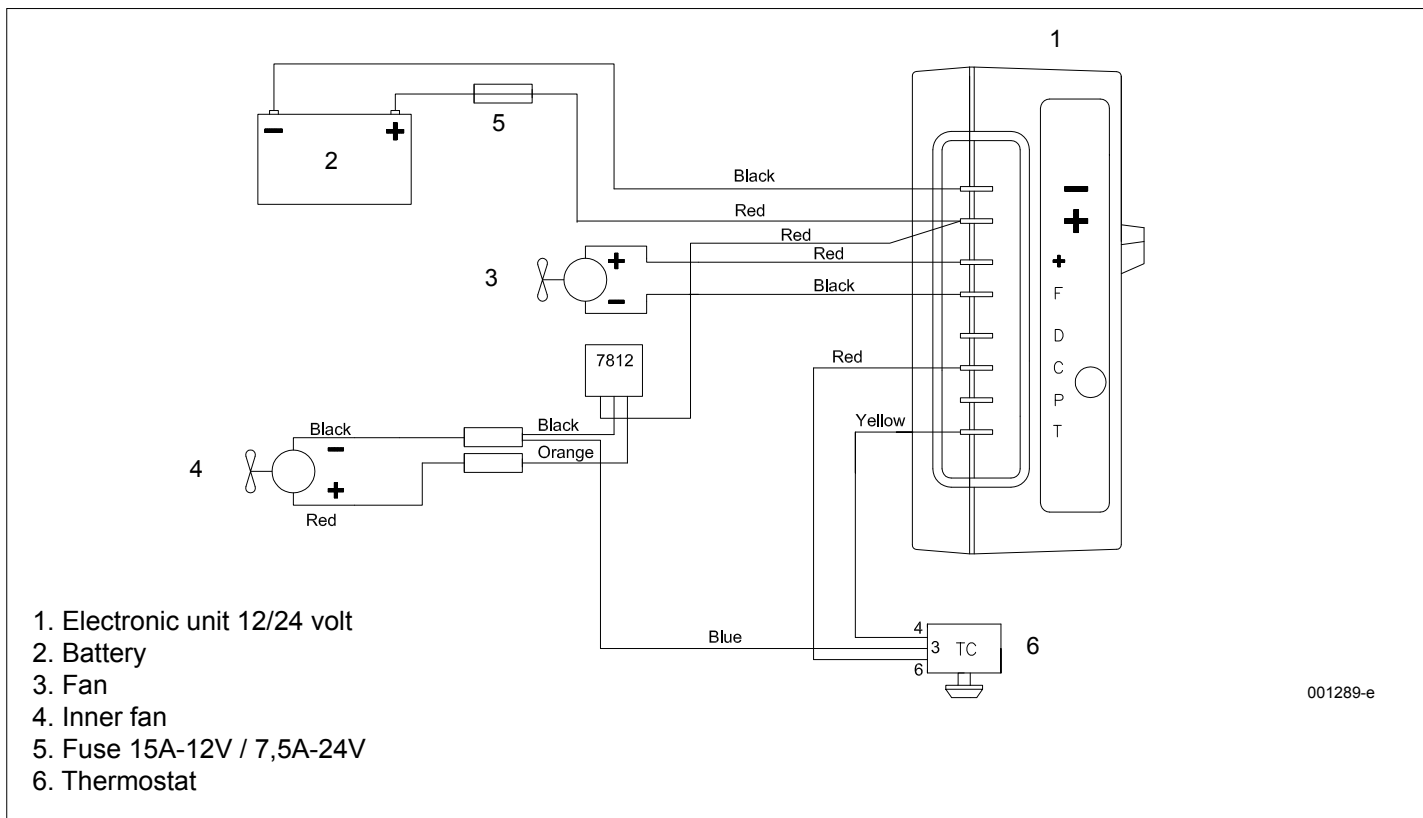 1
−
+
2
5
Black
Red
Red
Red
Black
3
+
−
−
+
+
F
D
C
P
T
7812
Red
Yellow
Black
Black
Orange
4
−
+
Red
Blue
4
3 TC
6
6
1. Electronic unit 12/24 volt
2. Battery
3. Fan
4. Inner fan
5. Fuse 15A-12V / 7,5A-24V
6. Thermostat
001289-e